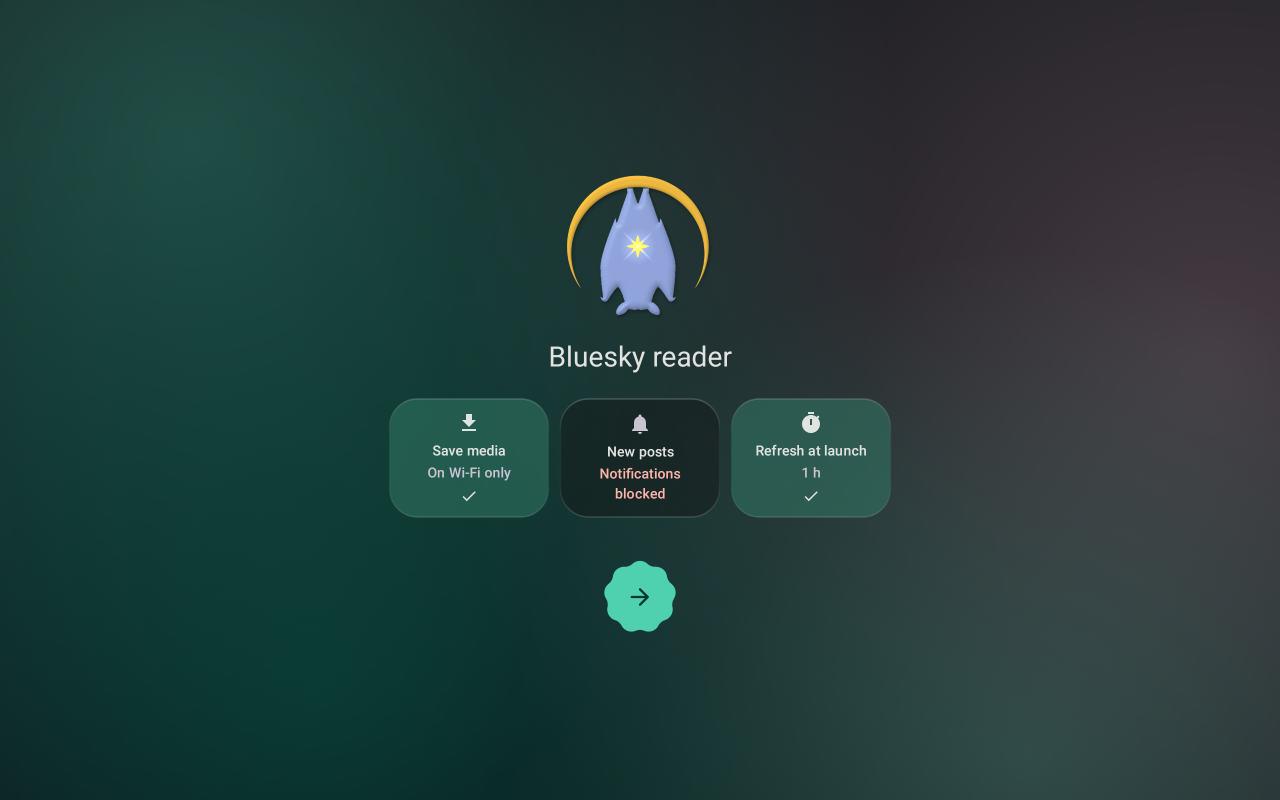 Bluesky reader
Save media
On Wi-Fi only
New posts
Notifications
blocked
Refresh at launch
1 h